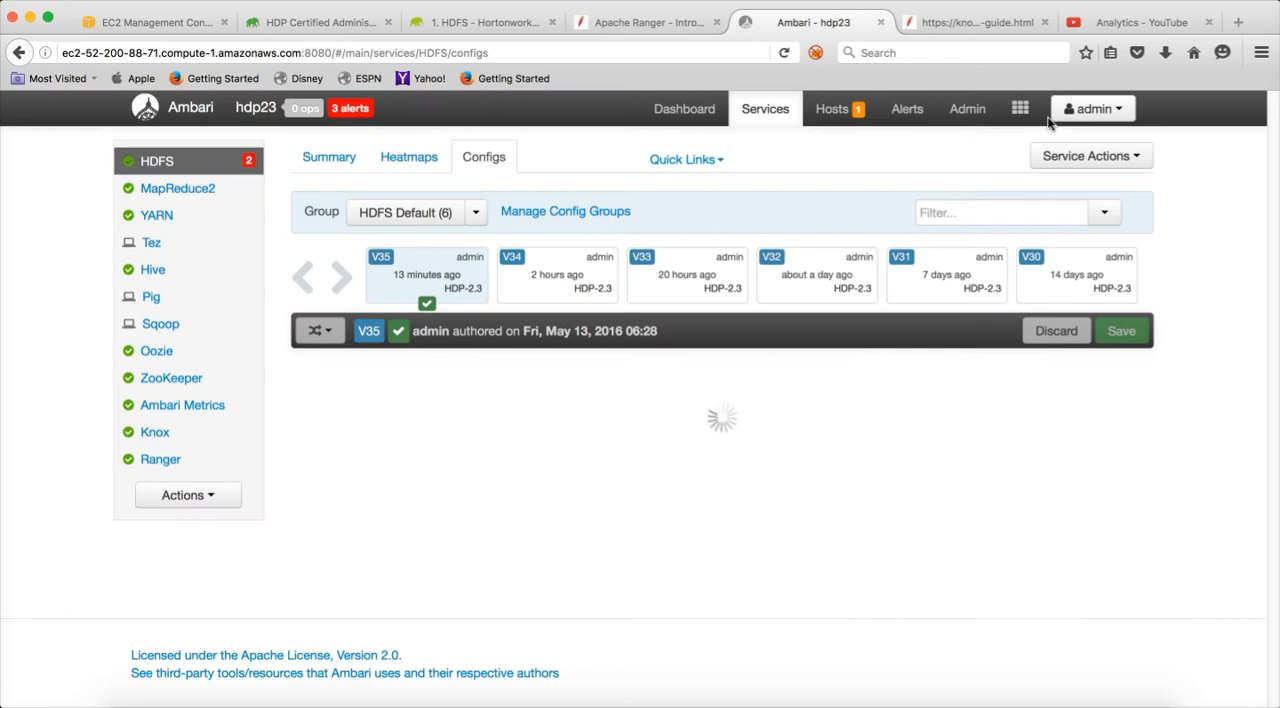 EC2 Management Con...
HDP Certified Adminis...
1. HDFS - Hortonwork...
Apache Ranger - Intro...
Ambari - hdp23
https://kno...-guide.html
Analytics - YouTube
ec2-52-200-88-71.compute-1.amazonaws.com:8080/#/main/services/HDFS/configs
Search
Most Visited
Apple
Getting Started
Disney
ESPN
Yahoo!
Getting Started
Ambari
hdp23
0 ops
3 alerts
Dashboard
Services
Hosts 1
Alerts
Admin
admin
HDFS 2
MapReduce2
YARN
Tez
Hive
Pig
Sqoop
Oozie
ZooKeeper
Ambari Metrics
Knox
Ranger
Actions
Summary
Heatmaps
Configs
Quick Links
Service Actions
Group
HDFS Default (6)
Manage Config Groups
Filter...
V35 admin
13 minutes ago
HDP-2.3
V34 admin
2 hours ago
HDP-2.3
V33 admin
20 hours ago
HDP-2.3
V32 admin
about a day ago
HDP-2.3
V31 admin
7 days ago
HDP-2.3
V30 admin
14 days ago
HDP-2.3
V35 admin authored on Fri, May 13, 2016 06:28
Discard
Save
Licensed under the Apache License, Version 2.0.
See third-party tools/resources that Ambari uses and their respective authors